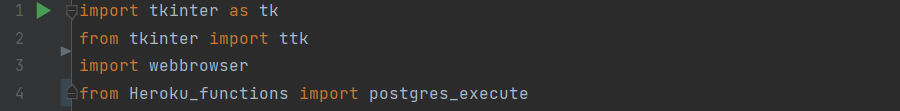 1 import tkinter as tk
2 from tkinter import ttk
3 import webbrowser
4 from Heroku_functions import postgres_execute